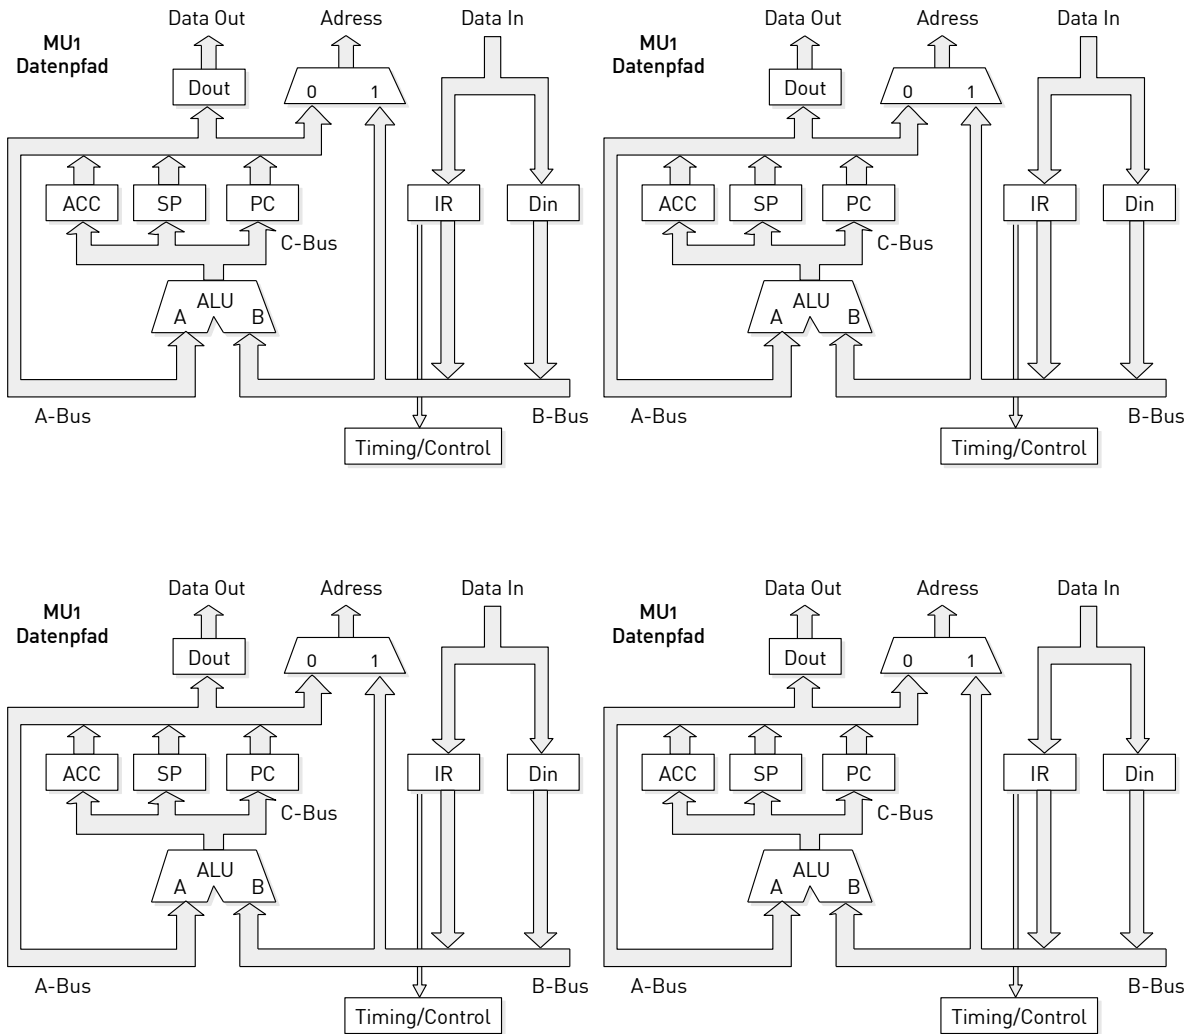 Data Out Adress Data In
MU1
Datenpfad
Dout 0 1
ACC SP PC IR Din
C-Bus
ALU
A B
A-Bus B-Bus
Timing/Control
Data Out Adress Data In
MU1
Datenpfad
Dout 0 1
ACC SP PC IR Din
C-Bus
ALU
A B
A-Bus B-Bus
Timing/Control
Data Out Adress Data In
MU1
Datenpfad
Dout 0 1
ACC SP PC IR Din
C-Bus
ALU
A B
A-Bus B-Bus
Timing/Control
Data Out Adress Data In
MU1
Datenpfad
Dout 0 1
ACC SP PC IR Din
C-Bus
ALU
A B
A-Bus B-Bus
Timing/Control